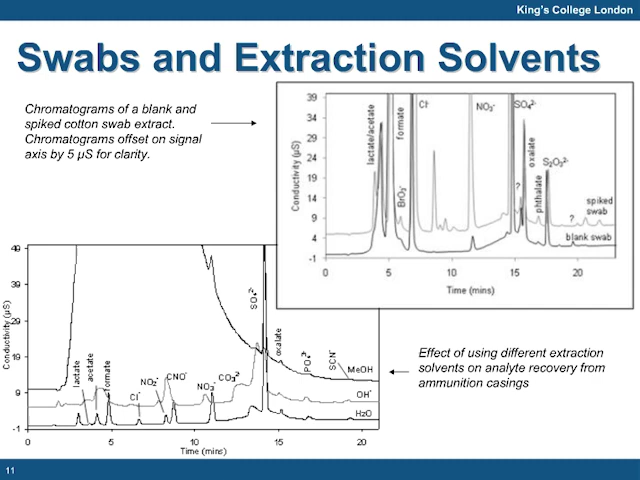 King's College London
Swabs and Extraction Solvents
Chromatograms of a blank and
spiked cotton swab extract.
Chromatograms offset on signal
axis by 5 µS for clarity.
39
34
29
24
19
14
9
4
-1
Conductivity (µS)
lactate/acetate
BrO₃⁻
formate
Cl⁻
NO₃⁻
SO₄²⁻
?
oxalate
phthalate
S₂O₃²⁻
?
spiked
swab
blank swab
0
5
10
15
20
Time (mins)
49
39
29
19
9
-1
Conductivity (µS)
lactate
acetate
formate
Cl⁻
NO₂⁻
CNO⁻
NO₃⁻
CO₃²⁻
SO₄²⁻
oxalate
SCN⁻
MeOH
OH⁻
H₂O
0
5
10
15
20
Time (mins)
Effect of using different extraction
solvents on analyte recovery from
ammunition casings
11